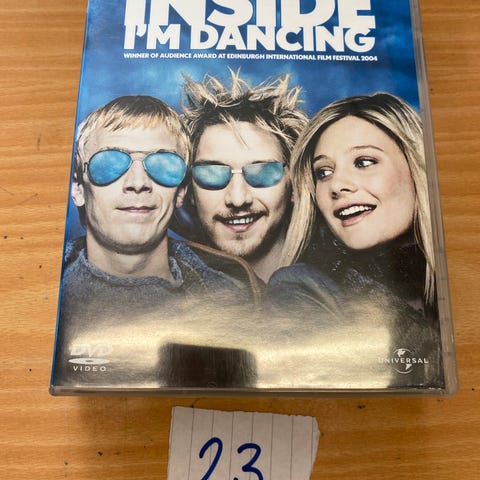 INSIDE
I'M DANCING
WINNER OF AUDIENCE AWARD AT EDINBURGH INTERNATIONAL FILM FESTIVAL 2004
DVD
VIDEO
UNIVERSAL
23